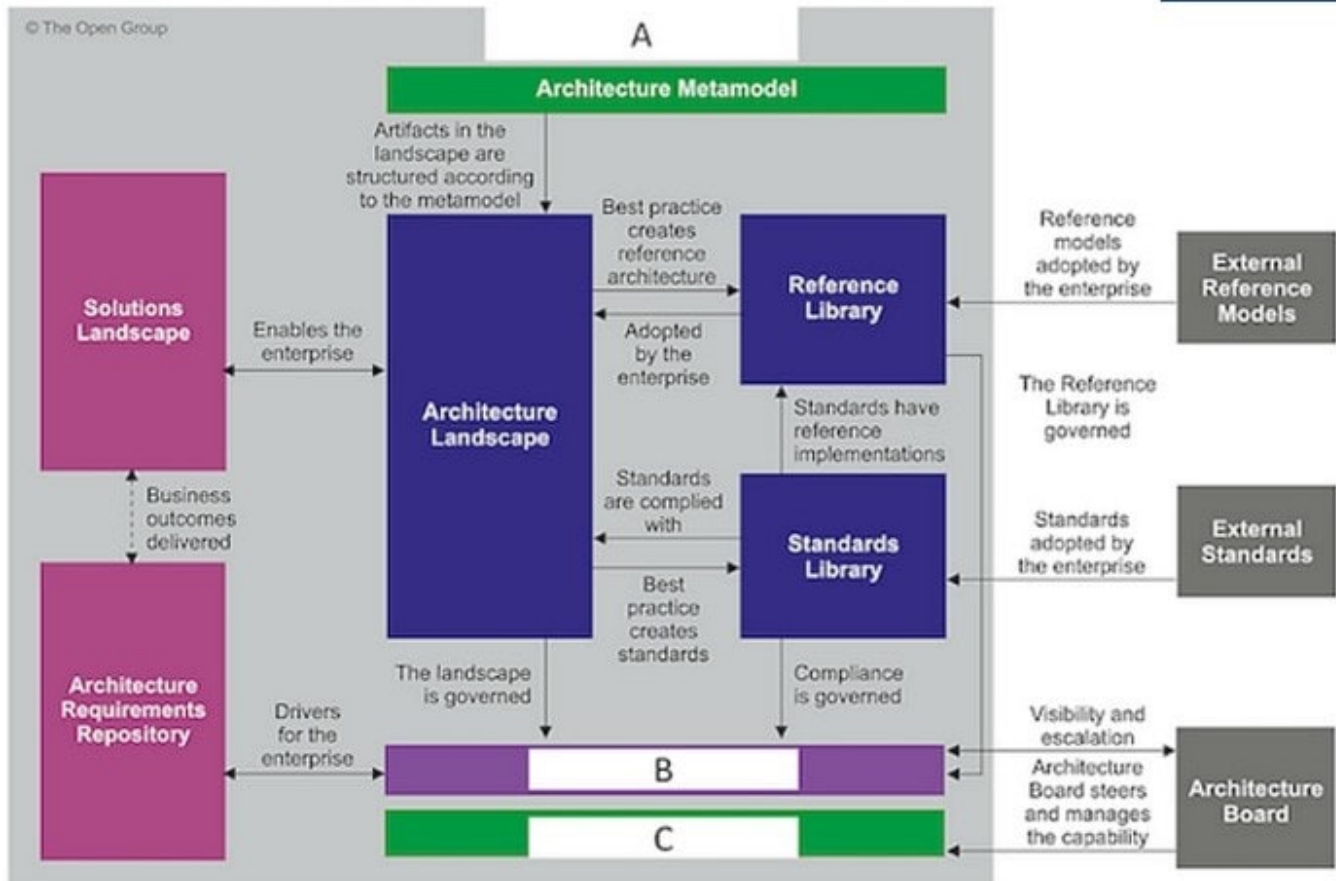 © The Open Group
A
Architecture Metamodel
Artifacts in the
landscape are
structured according
to the metamodel
Solutions
Landscape
Enables the
enterprise
Architecture
Landscape
Best practice
creates
reference
architecture
Adopted
by the
enterprise
Reference
Library
Reference
models
adopted by
the enterprise
External
Reference
Models
The Reference
Library is
governed
Standards have
reference
implementations
Standards
are complied
with
Best
practice
creates
standards
Standards
Library
Standards
adopted by
the enterprise
External
Standards
Business
outcomes
delivered
Architecture
Requirements
Repository
Drivers
for the
enterprise
The landscape
is governed
Compliance
is governed
B
C
Visibility and
escalation
Architecture
Board steers
and manages
the capability
Architecture
Board